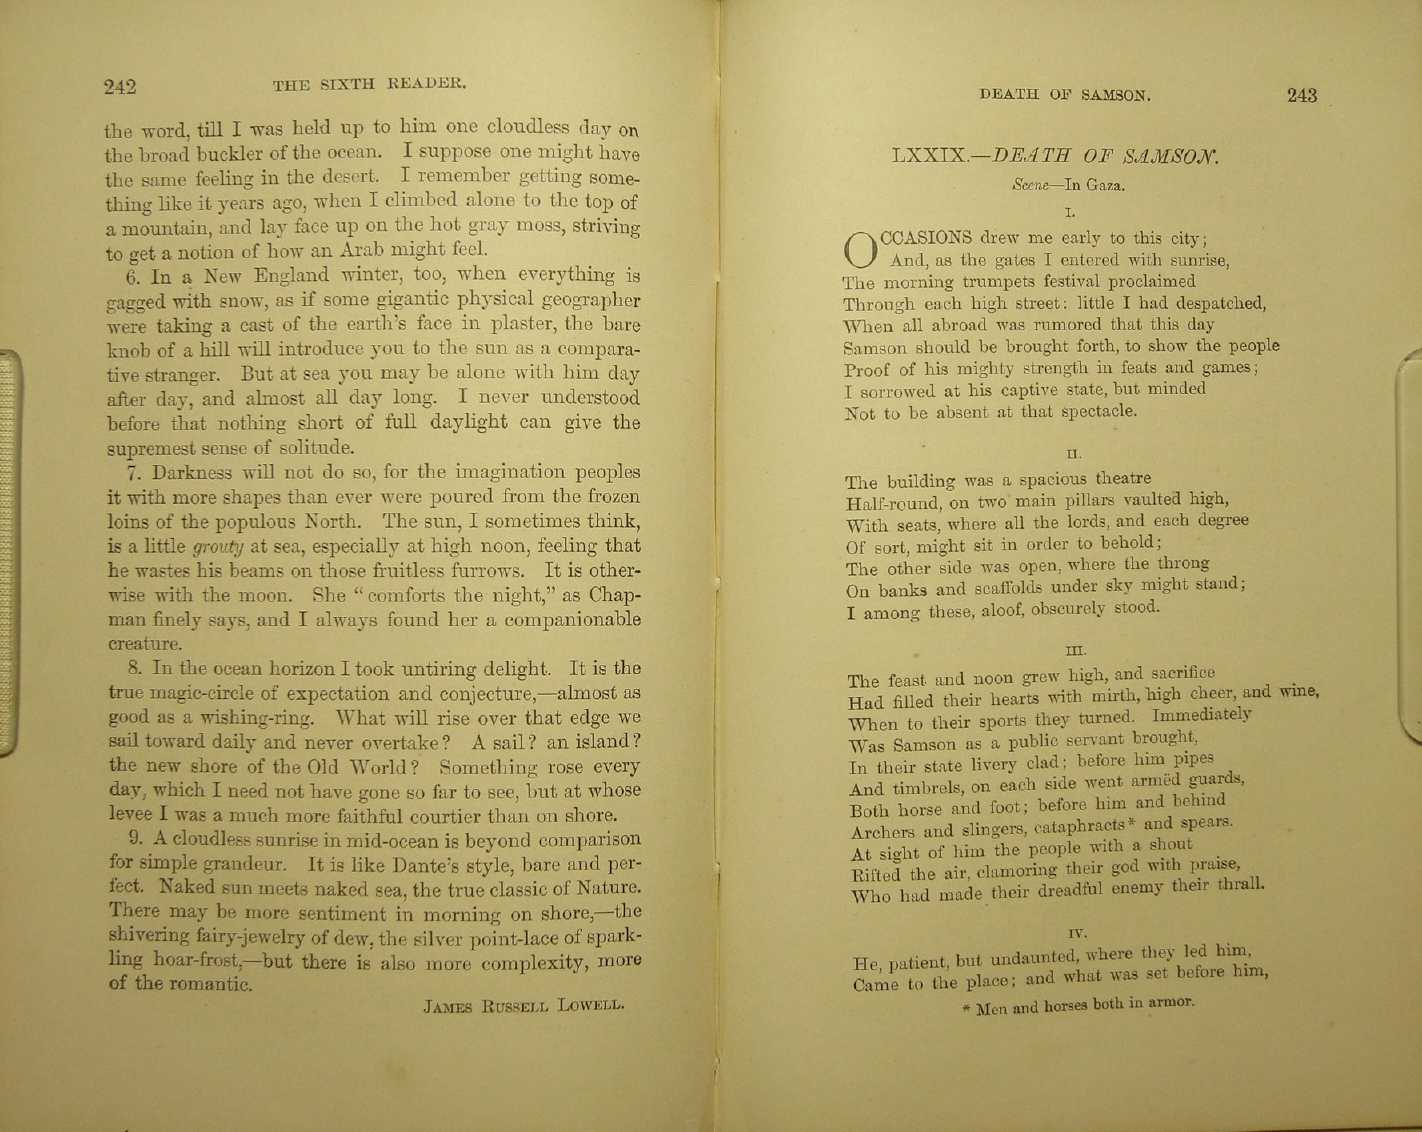 242
THE SIXTH READER.
the word, till I was held up to him one cloudless day on
the broad buckler of the ocean. I suppose one might have
the same feeling in the desert. I remember getting some-
thing like it years ago, when I climbed alone to the top of
a mountain, and lay face up on the hot gray moss, striving
to get a notion of how an Arab might feel.
6. In a New England winter, too, when everything is
gagged with snow, as if some gigantic physical geographer
were taking a cast of the earth's face in plaster, the bare
knob of a hill will introduce you to the sun as a compara-
tive stranger. But at sea you may be alone with him day
after day, and almost all day long. I never understood
before that nothing short of full daylight can give the
supremest sense of solitude.
7. Darkness will not do so, for the imagination peoples
it with more shapes than ever were poured from the frozen
loins of the populous North. The sun, I sometimes think,
is a little grouty at sea, especially at high noon, feeling that
he wastes his beams on those fruitless furrows. It is other-
wise with the moon. She “comforts the night,” as Chap-
man finely says, and I always found her a companionable
creature.
8. In the ocean horizon I took untiring delight. It is the
true magic-circle of expectation and conjecture,—almost as
good as a wishing-ring. What will rise over that edge we
sail toward daily and never overtake? A sail? an island?
the new shore of the Old World? Something rose every
day, which I need not have gone so far to see, but at whose
levee I was a much more faithful courtier than on shore.
9. A cloudless sunrise in mid-ocean is beyond comparison
for simple grandeur. It is like Dante's style, bare and per-
fect. Naked sun meets naked sea, the true classic of Nature.
There may be more sentiment in morning on shore,—the
shivering fairy-jewelry of dew, the silver point-lace of spark-
ling hoar-frost,—but there is also more complexity, more
of the romantic.
JAMES RUSSELL LOWELL.
DEATH OF SAMSON.
243
LXXIX.—DEATH OF SAMSON.
Scene—In Gaza.
I.
OCCASIONS drew me early to this city;
And, as the gates I entered with sunrise,
The morning trumpets festival proclaimed
Through each high street: little I had despatched,
When all abroad was rumored that this day
Samson should be brought forth, to show the people
Proof of his mighty strength in feats and games;
I sorrowed at his captive state, but minded
Not to be absent at that spectacle.
II.
The building was a spacious theatre
Half-round, on two main pillars vaulted high,
With seats, where all the lords, and each degree
Of sort, might sit in order to behold;
The other side was open, where the throng
On banks and scaffolds under sky might stand;
I among these, aloof, obscurely stood.
III.
The feast and noon grew high, and sacrifice
Had filled their hearts with mirth, high cheer, and wine,
When to their sports they turned. Immediately
Was Samson as a public servant brought,
In their state livery clad; before him pipes
And timbrels, on each side went armëd guards,
Both horse and foot; before him and behind
Archers and slingers, cataphracts* and spears.
At sight of him the people with a shout
Rifted the air, clamoring their god with praise,
Who had made their dreadful enemy their thrall.
IV.
He, patient, but undaunted, where they led him,
Came to the place; and what was set before him,
* Men and horses both in armor.